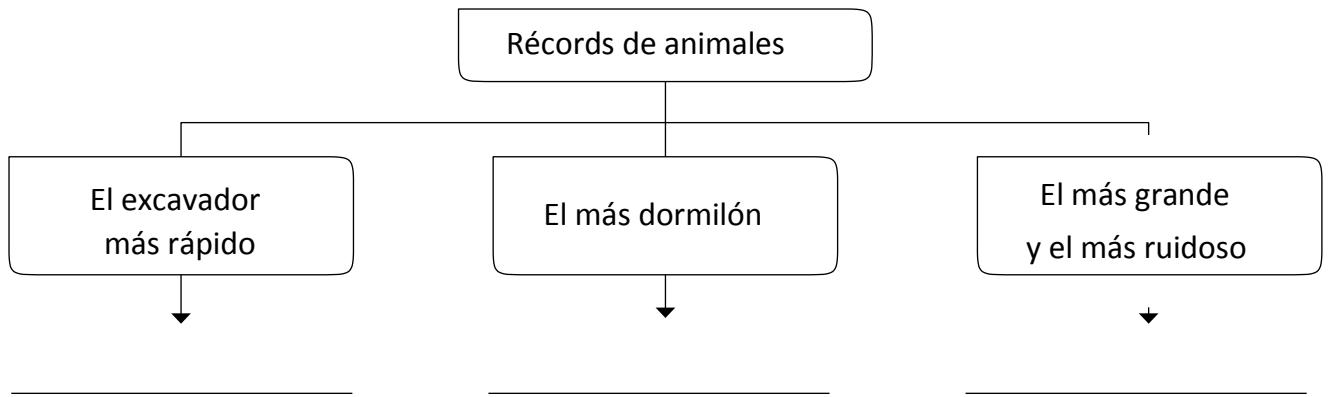 Récords de animales
El excavador
más rápido
El más dormilón
El más grande
y el más ruidoso